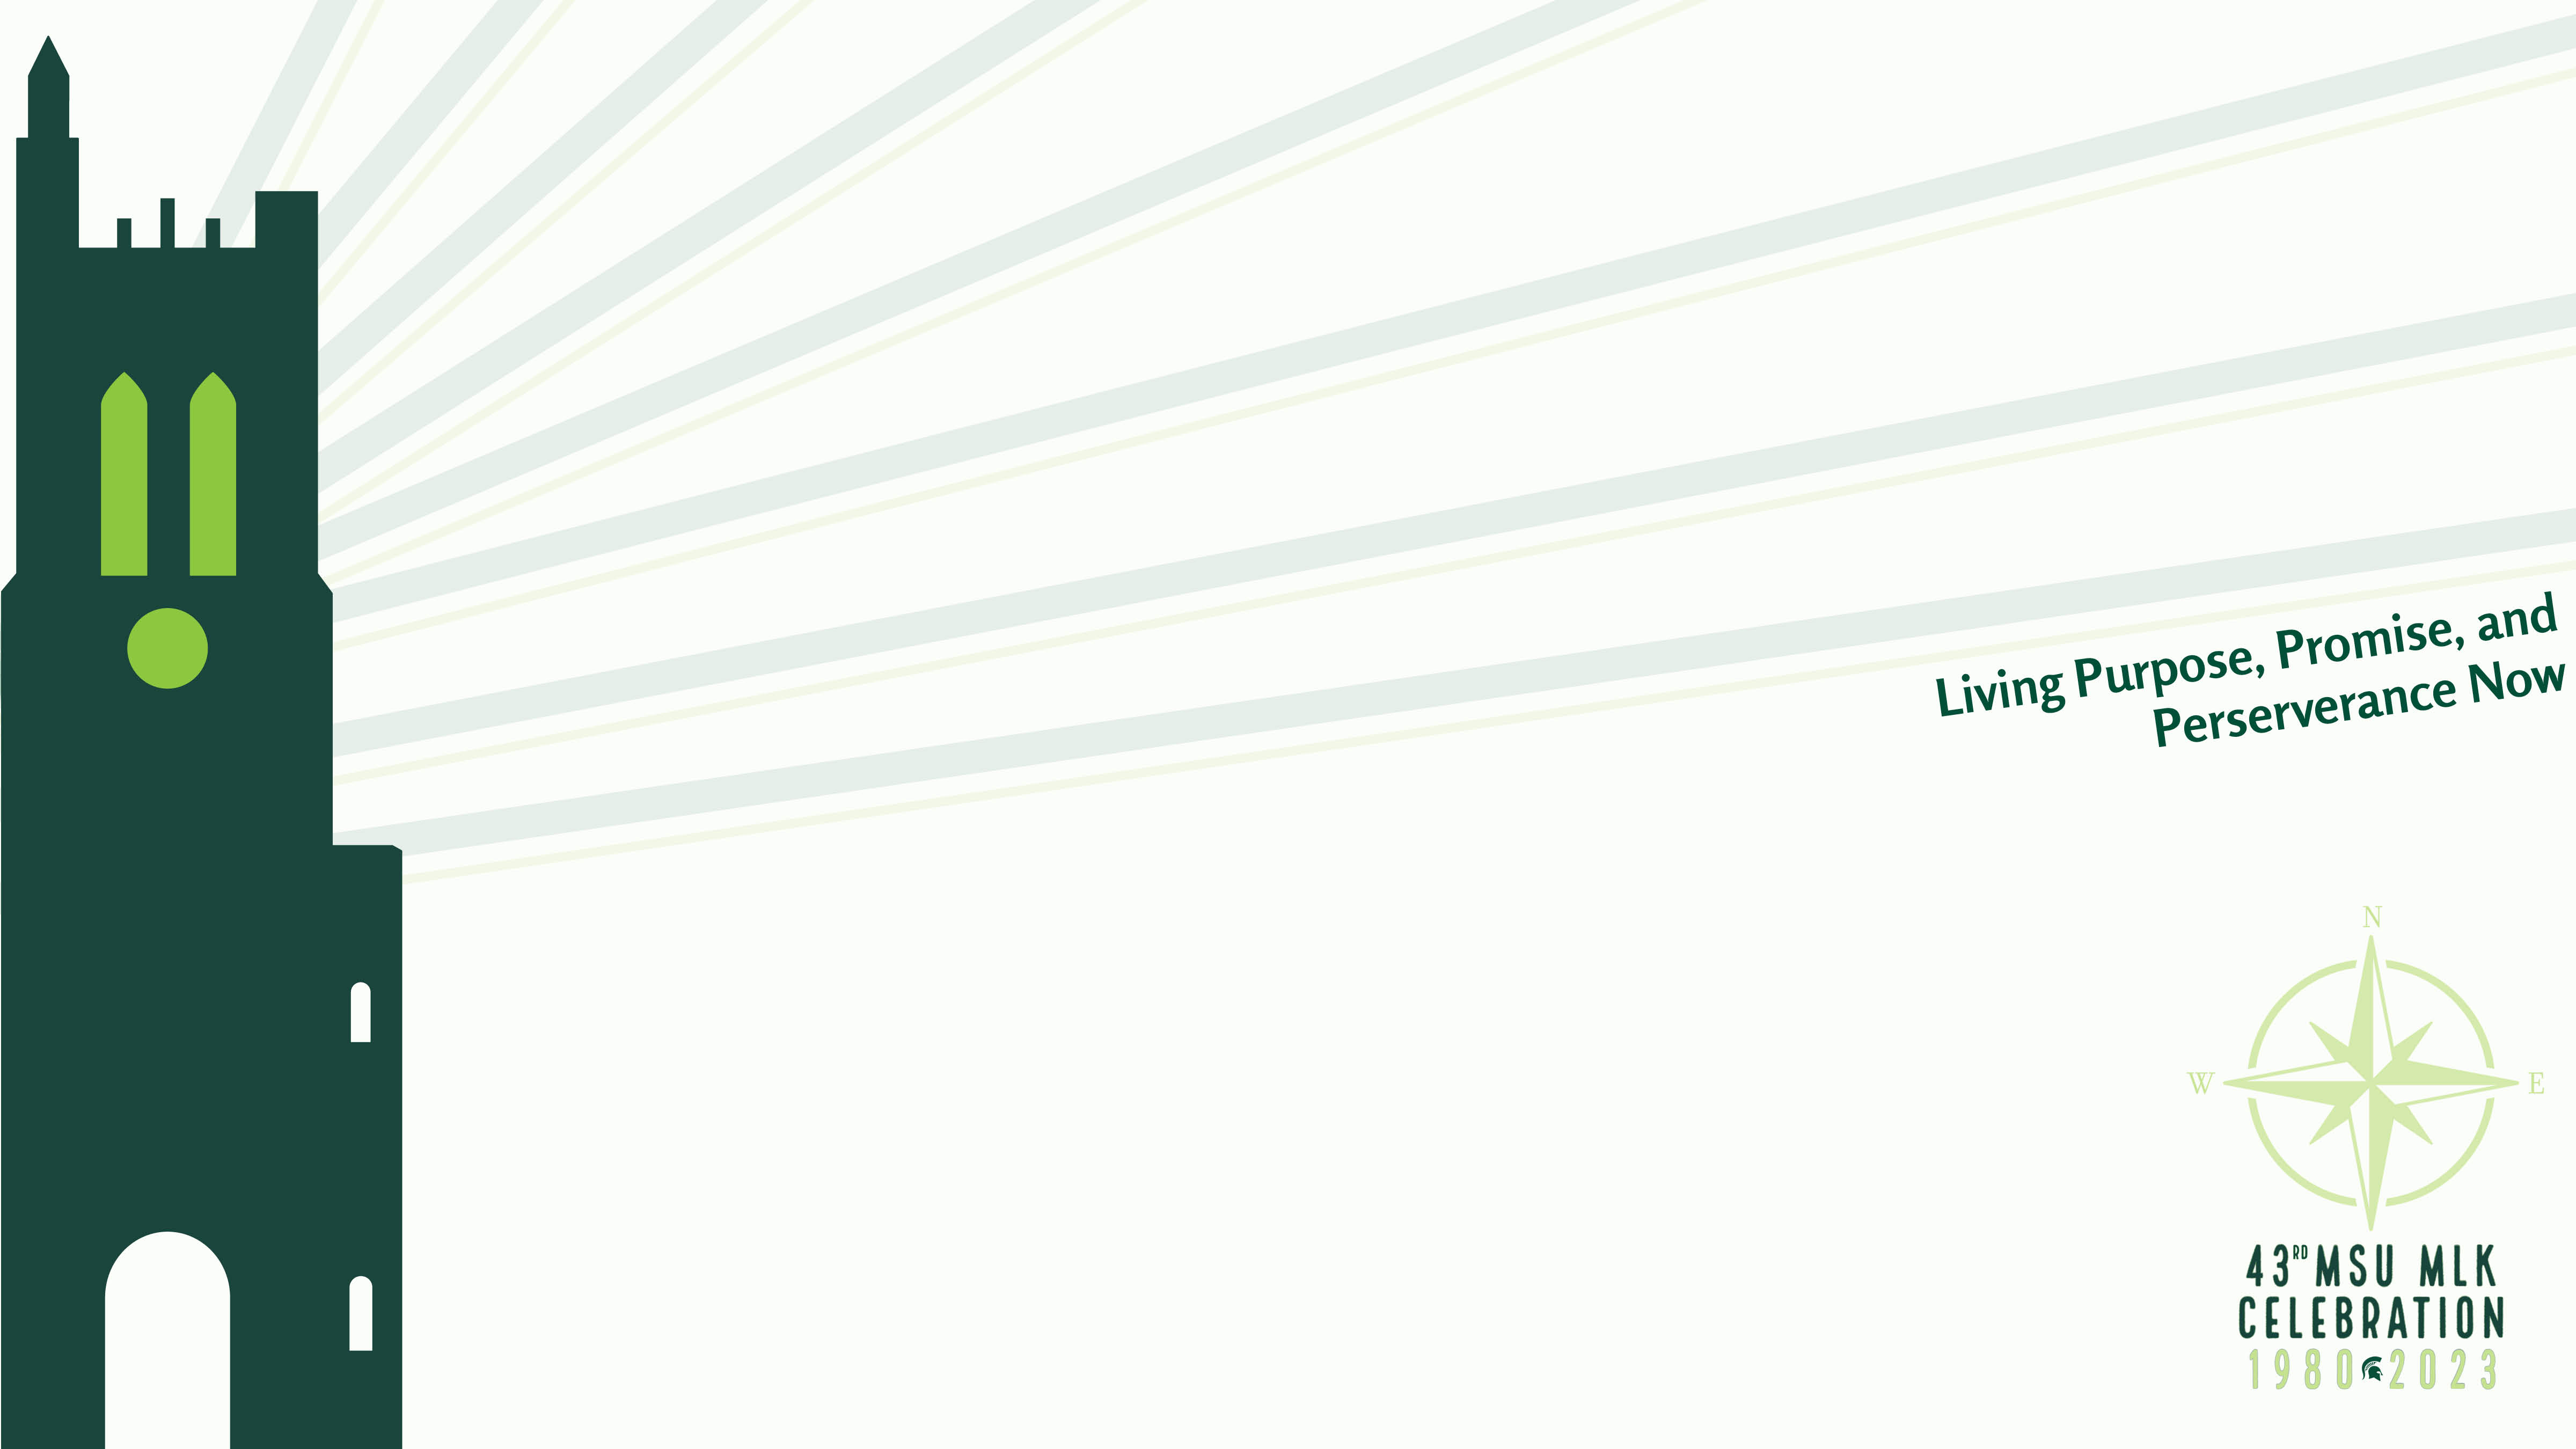 Living Purpose, Promise, and
Perserverance Now
N
W E
43RD MSU MLK
CELEBRATION
1980 2023